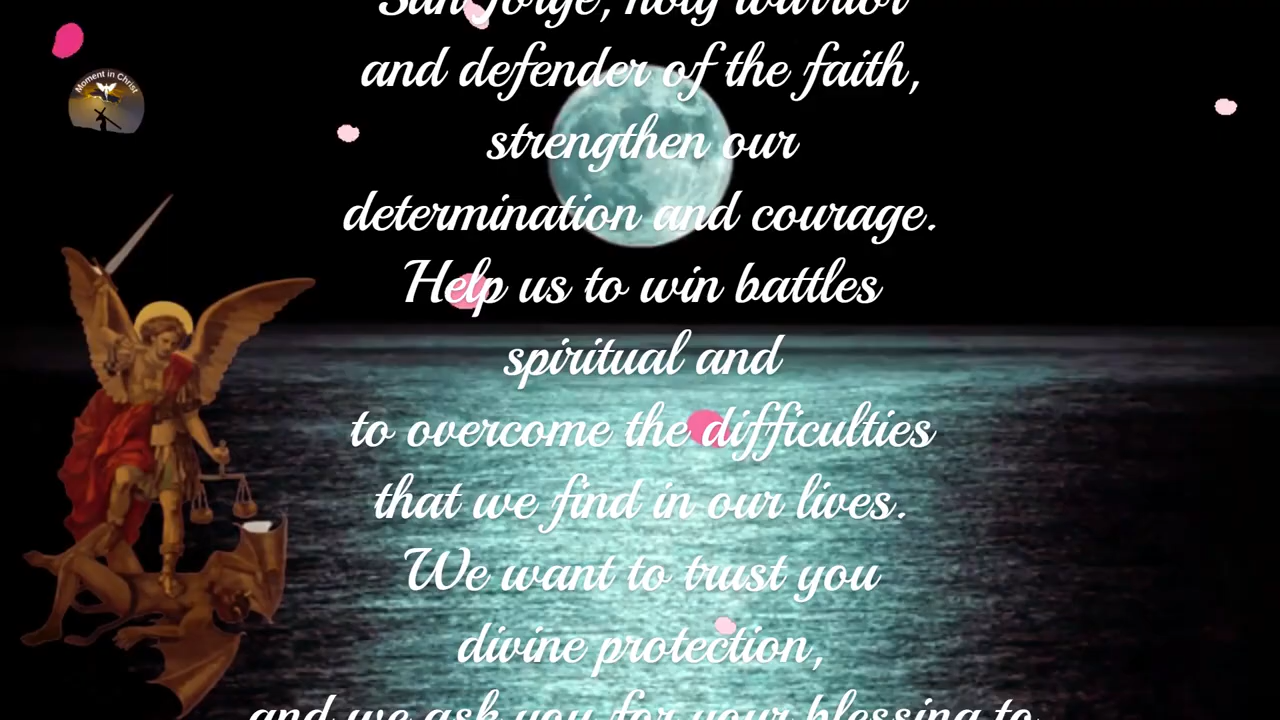 San Jorge, holy warrior
and defender of the faith,
strengthen our
determination and courage.
Help us to win battles
spiritual and
to overcome the difficulties
that we find in our lives.
We want to trust you
divine protection,
and we ask you for your blessing to
Moment in Christ